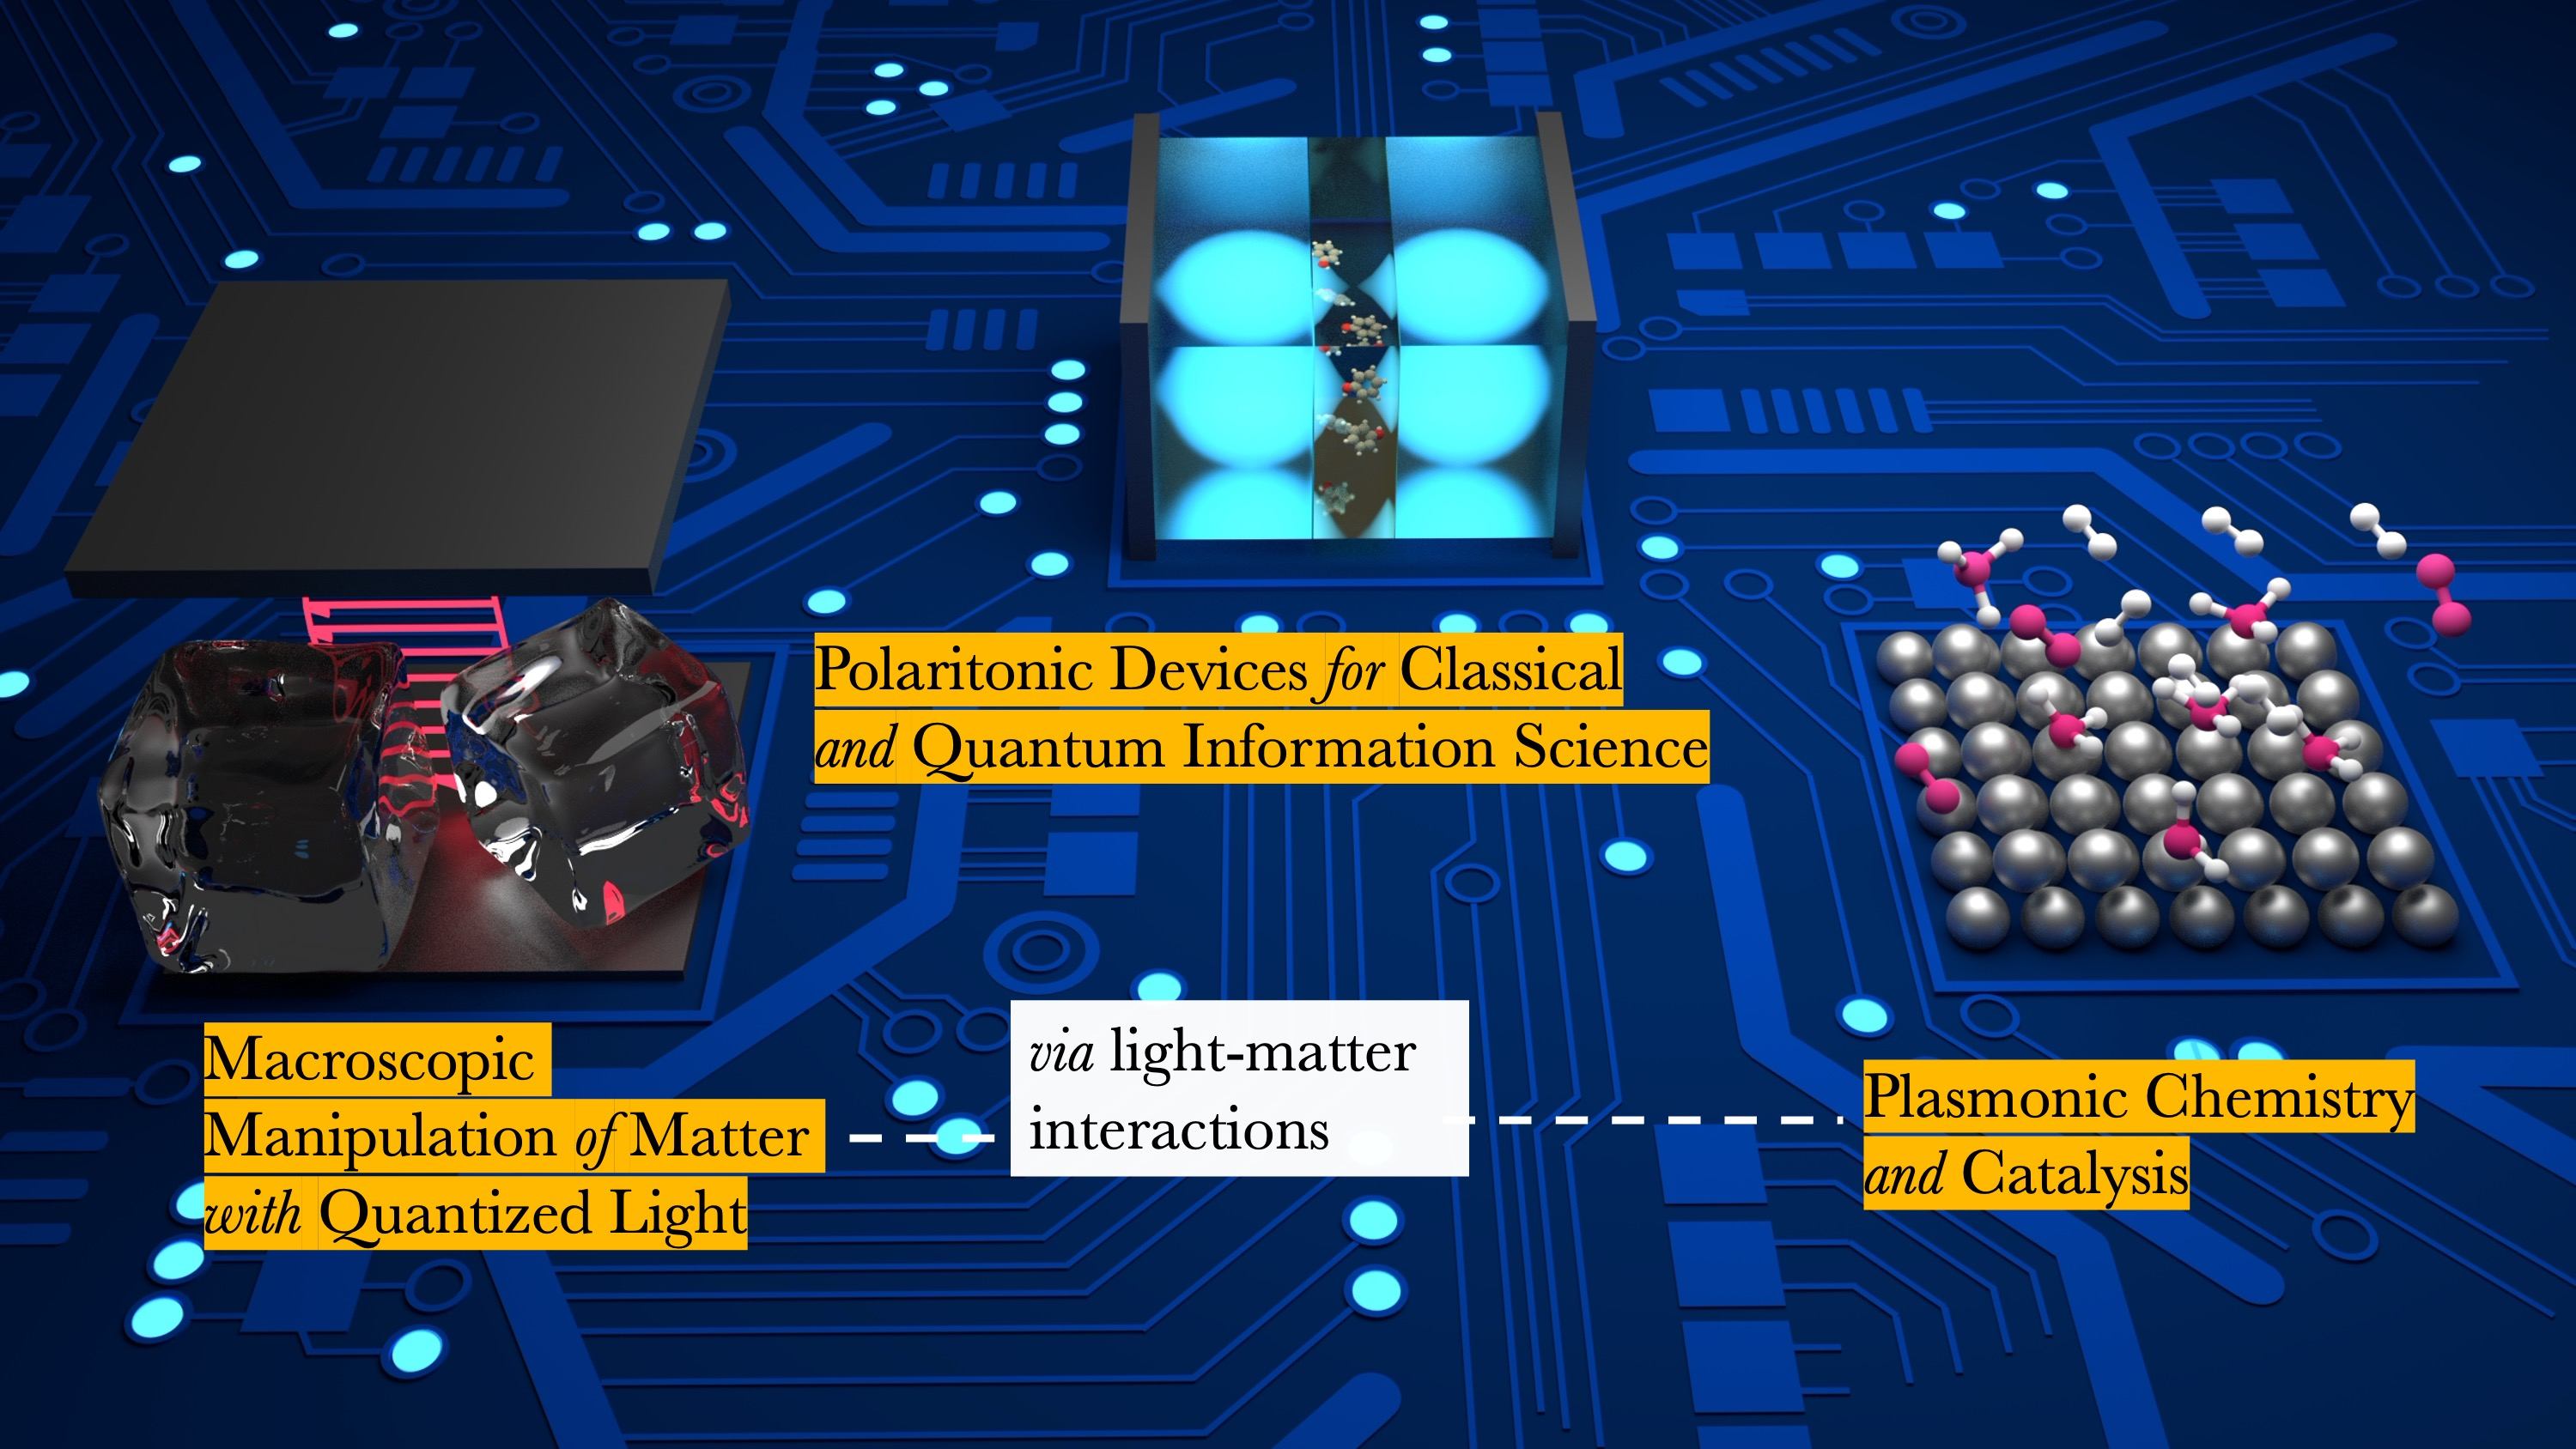 Polaritonic Devices for Classical
and Quantum Information Science
Macroscopic
Manipulation of Matter
with Quantized Light
via light-matter
interactions
Plasmonic Chemistry
and Catalysis